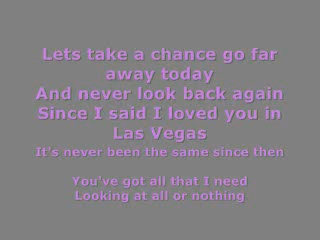 Lets take a chance go far
away today
And never look back again
Since I said I loved you in
Las Vegas
It's never been the same since then
You've got all that I need
Looking at all or nothing